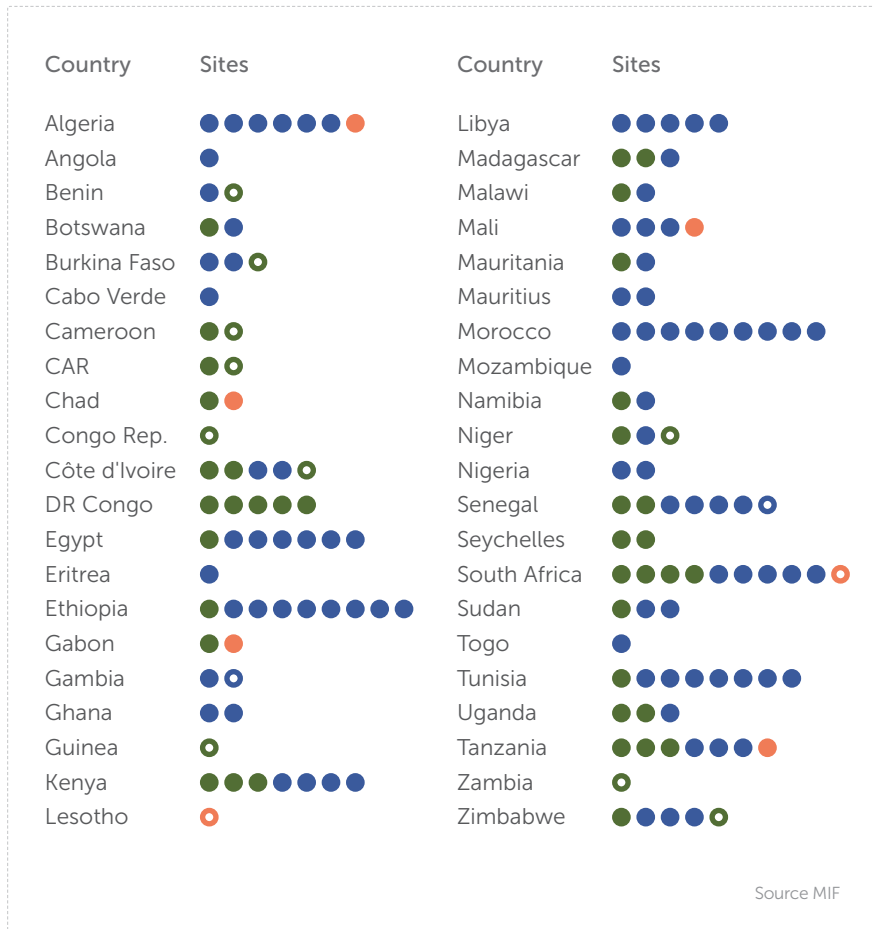 Country Sites
Algeria
Angola
Benin
Botswana
Burkina Faso
Cabo Verde
Cameroon
CAR
Chad
Congo Rep.
Côte d'Ivoire
DR Congo
Egypt
Eritrea
Ethiopia
Gabon
Gambia
Ghana
Guinea
Kenya
Lesotho
Country Sites
Libya
Madagascar
Malawi
Mali
Mauritania
Mauritius
Morocco
Mozambique
Namibia
Niger
Nigeria
Senegal
Seychelles
South Africa
Sudan
Togo
Tunisia
Uganda
Tanzania
Zambia
Zimbabwe
Source MIF